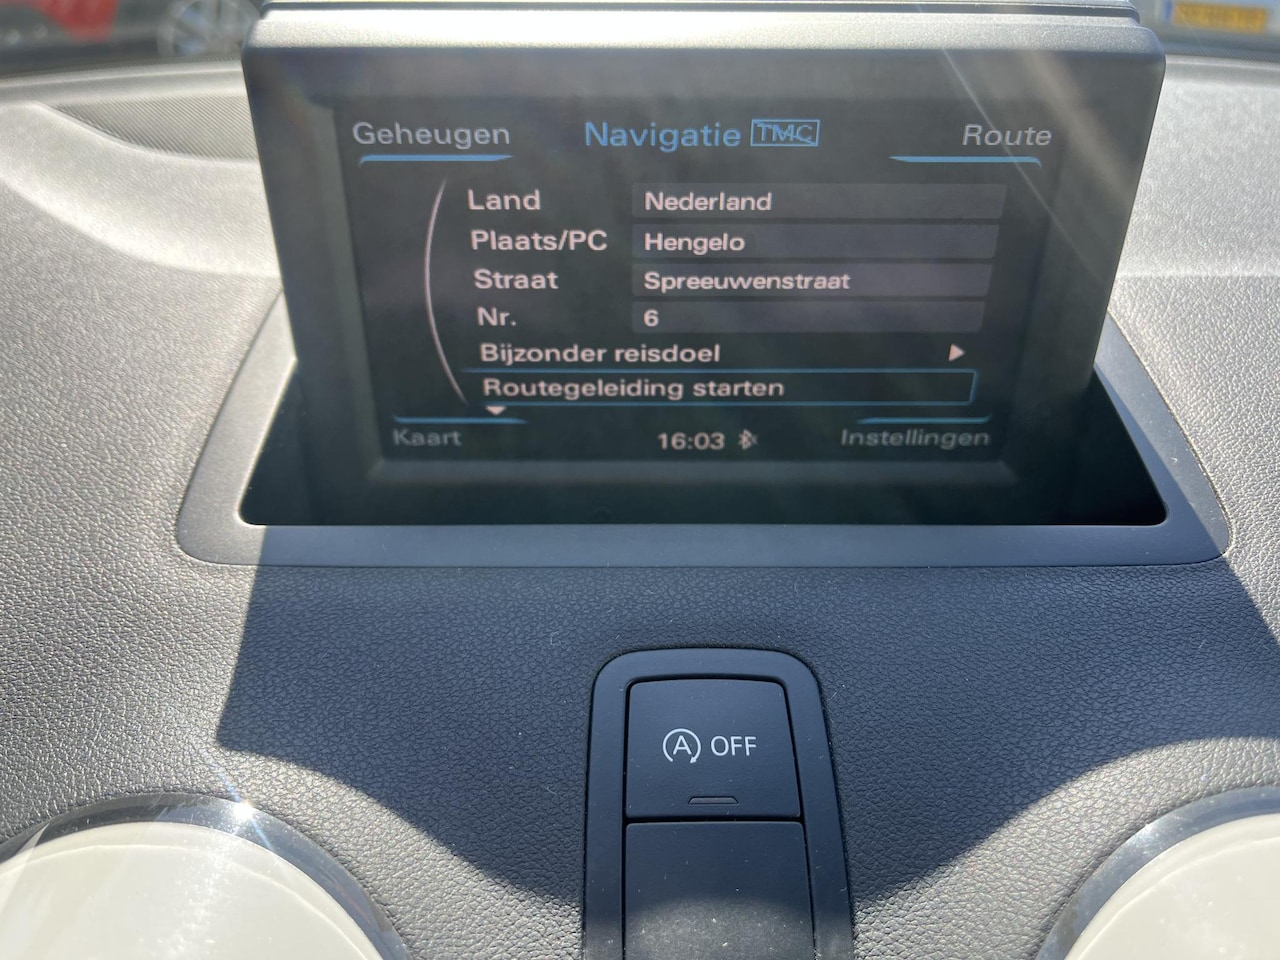 Geheugen Navigatie TMC Route
Land Nederland
Plaats/PC Hengelo
Straat Spreeuwenstraat
Nr. 6
Bijzonder reisdoel
Routegeleiding starten
Kaart 16:03 Instellingen
A OFF